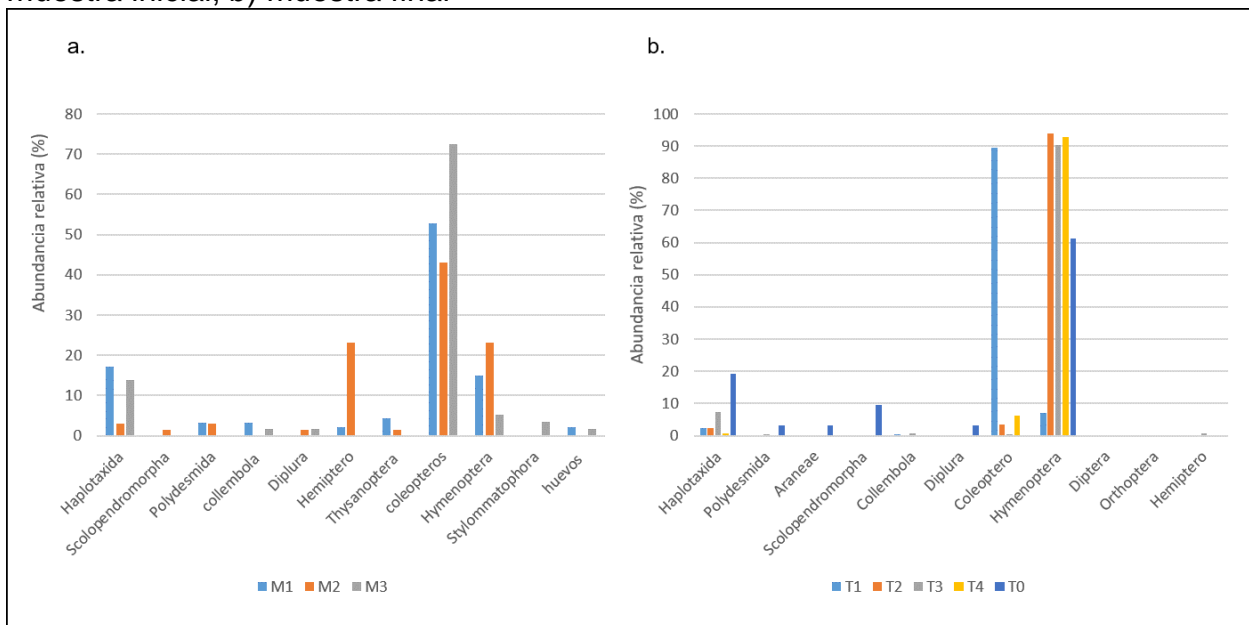 muestra inicial; b) muestra final
a.
Abundancia relativa (%)
80
70
60
50
40
30
20
10
0
Haplotaxida
Scolopendromorpha
Polydesmida
collembola
Diplura
Hemiptero
Thysanoptera
coleopteros
Hymenoptera
Stylommatophora
huevos
M1 M2 M3
b.
Abundancia relativa (%)
100
90
80
70
60
50
40
30
20
10
0
Haplotaxida
Polydesmida
Araneae
Scolopendromorpha
Collembola
Diplura
Coleoptero
Hymenoptera
Diptera
Orthoptera
Hemiptero
T1 T2 T3 T4 T0